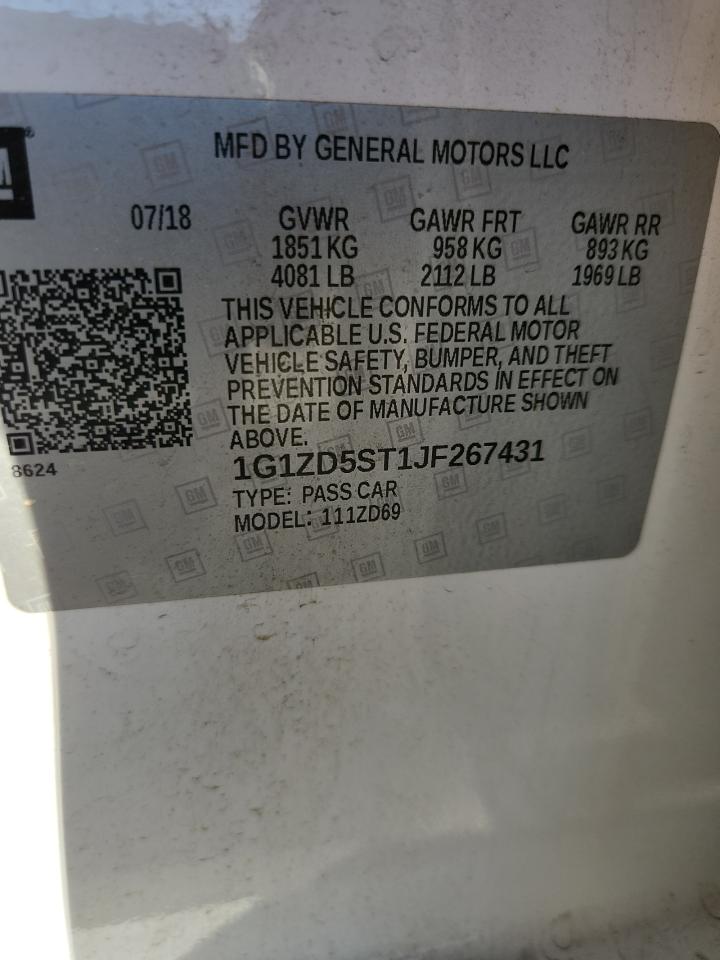 MFD BY GENERAL MOTORS LLC
07/18 GVWR GAWR FRT GAWR RR
1851 KG 958 KG 893 KG
4081 LB 2112 LB 1969 LB
THIS VEHICLE CONFORMS TO ALL
APPLICABLE U.S. FEDERAL MOTOR
VEHICLE SAFETY, BUMPER, AND THEFT
PREVENTION STANDARDS IN EFFECT ON
THE DATE OF MANUFACTURE SHOWN
ABOVE.
8624
1G1ZD5ST1JF267431
TYPE: PASS CAR
MODEL: 111ZD69